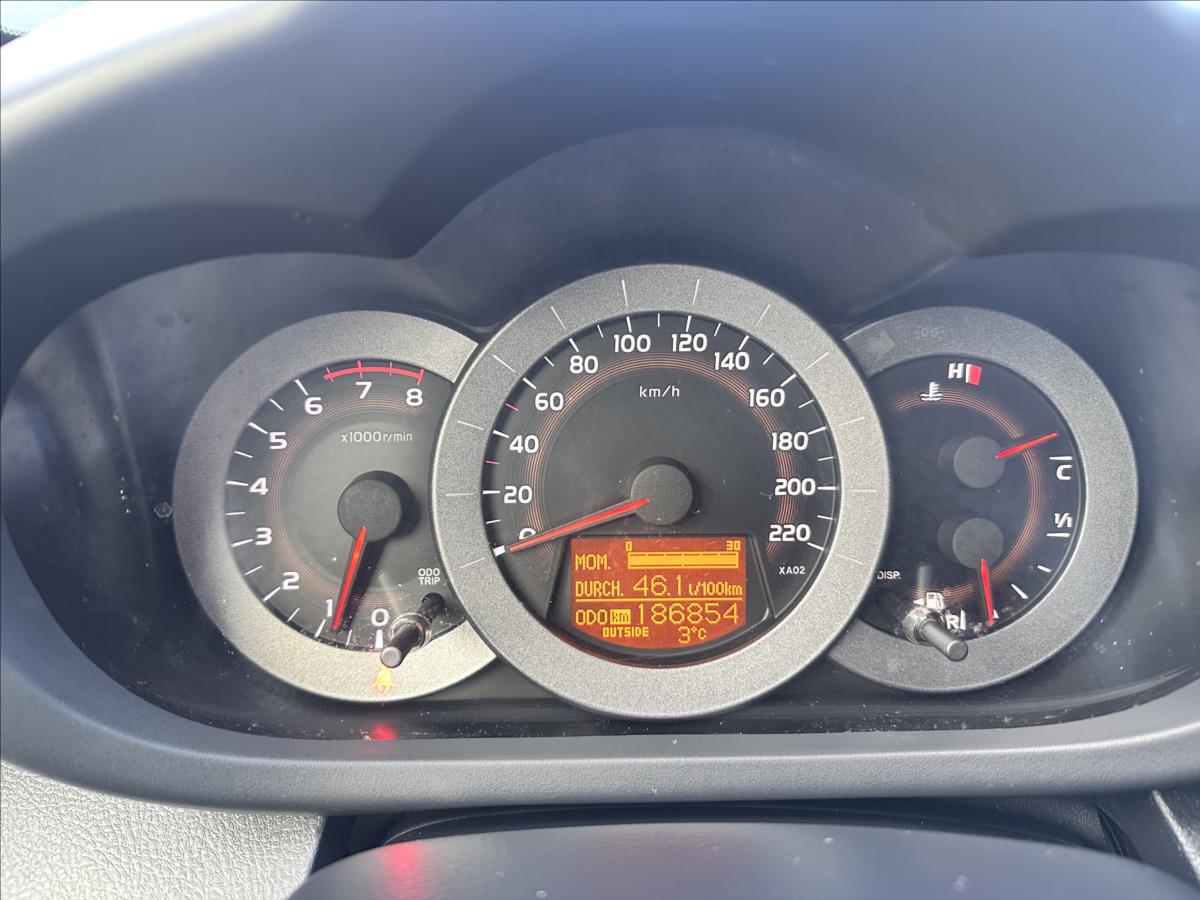 x1000r/min
0 1 2 3 4 5 6 7 8
ODO
TRIP
km/h
0 20 40 60 80 100 120 140 160 180 200 220
XA02
0 30
MOM.
DURCH. 46.1 l/100km
ODO km 186854
OUTSIDE 3°C
H
C
1/1
R
DISP.